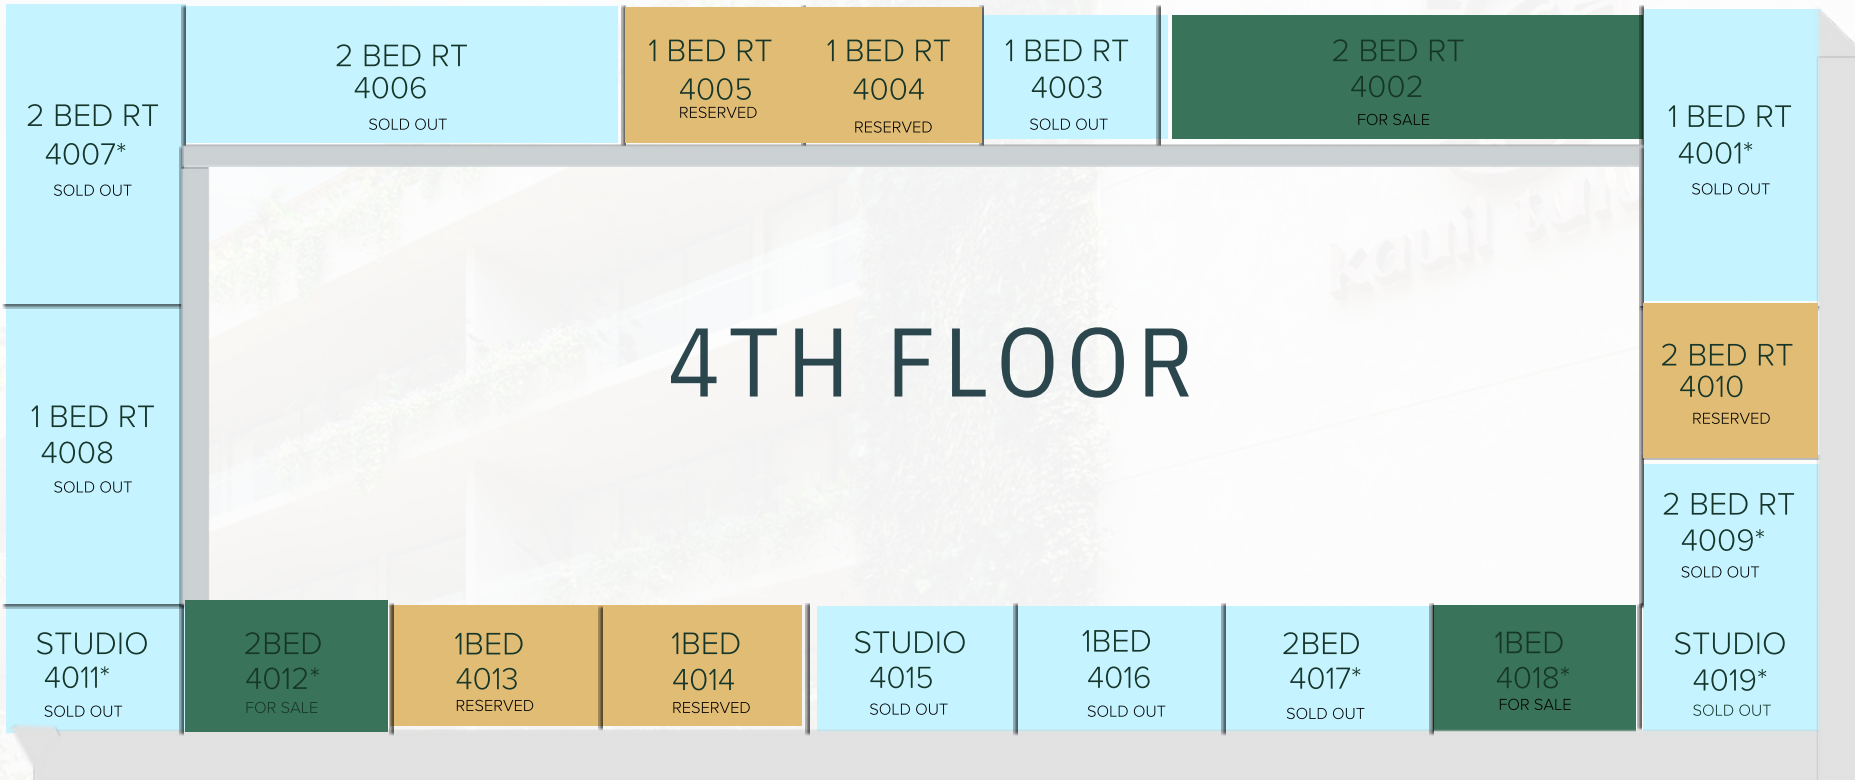 2 BED RT
4007*
SOLD OUT
2 BED RT
4006
SOLD OUT
1 BED RT
4005
RESERVED
1 BED RT
4004
RESERVED
1 BED RT
4003
SOLD OUT
2 BED RT
4002
FOR SALE
1 BED RT
4001*
SOLD OUT
4TH FLOOR
1 BED RT
4008
SOLD OUT
2 BED RT
4010
RESERVED
2 BED RT
4009*
SOLD OUT
STUDIO
4011*
SOLD OUT
2BED
4012*
FOR SALE
1BED
4013
RESERVED
1BED
4014
RESERVED
STUDIO
4015
SOLD OUT
1BED
4016
SOLD OUT
2BED
4017*
SOLD OUT
1BED
4018*
FOR SALE
STUDIO
4019*
SOLD OUT